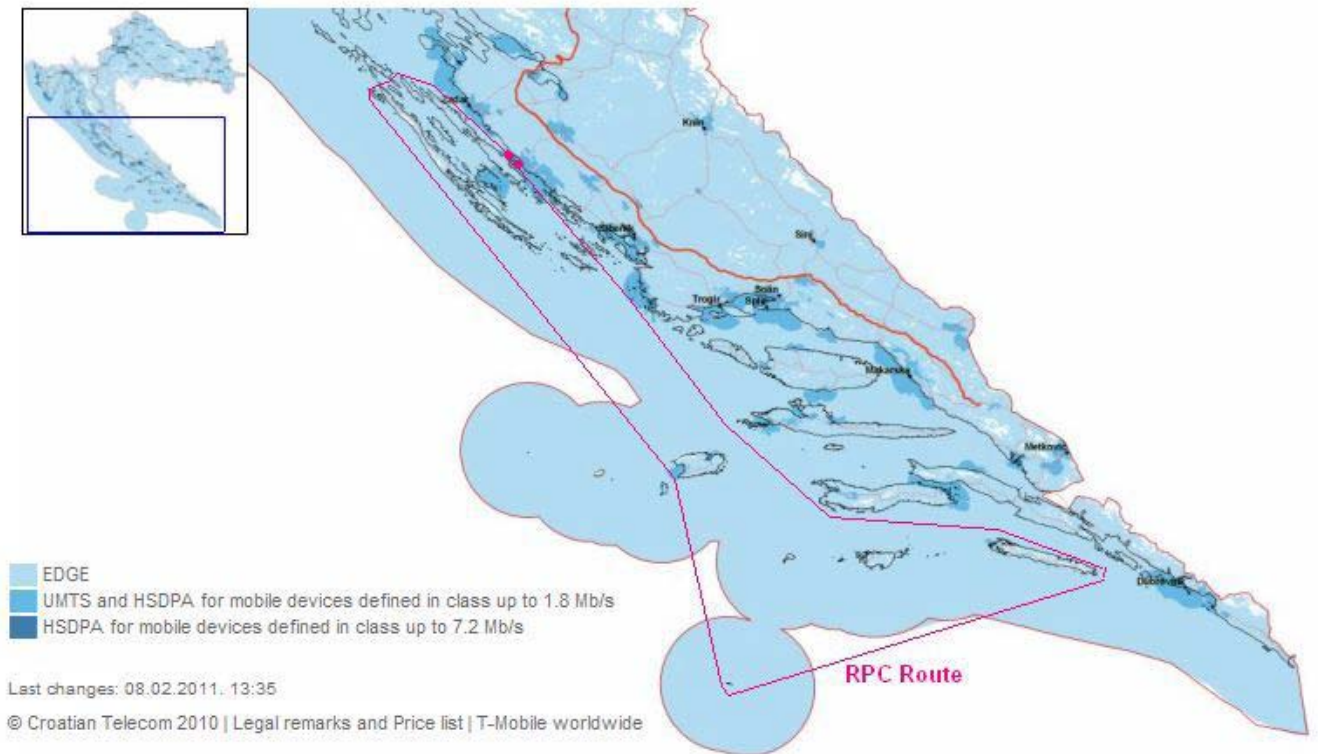 Zadar
Knin
Šibenik
Sinj
Solin
Trogir
Split
Makarska
Metković
Dubrovnik
EDGE
UMTS and HSDPA for mobile devices defined in class up to 1.8 Mb/s
HSDPA for mobile devices defined in class up to 7.2 Mb/s
RPC Route
Last changes: 08.02.2011. 13:35
© Croatian Telecom 2010 | Legal remarks and Price list | T-Mobile worldwide